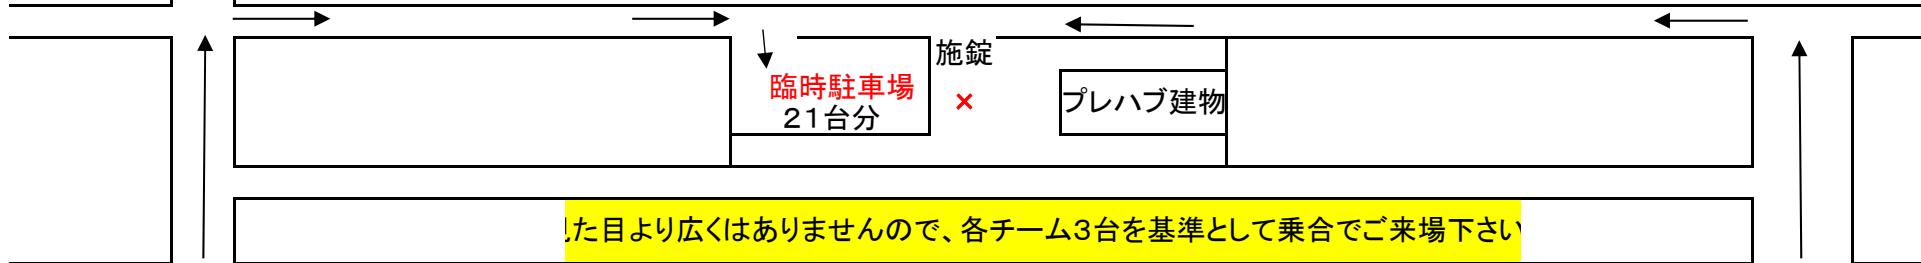 施錠
臨時駐車場
×
プレハブ建物
21台分
た目より広くはありませんので、各チーム3台を基準として乗合でご来場下さい